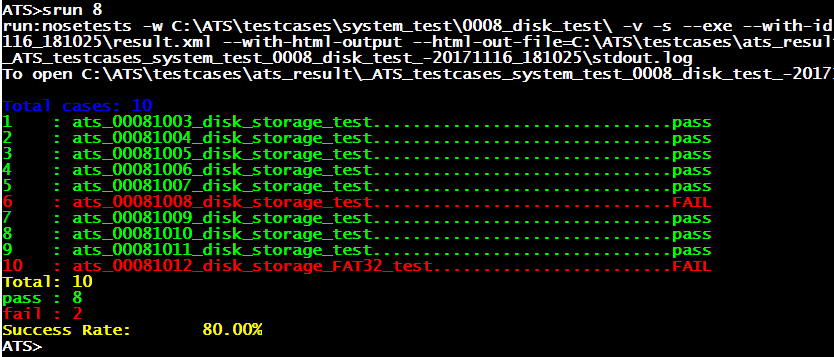 ATS>srun 8
run:nosetests -w C:\ATS\testcases\system_test\0008_disk_test\ -v -s --exe --with-id
116_181025\result.xml --with-html-output --html-out-file=C:\ATS\testcases\ats_resul
_ATS_testcases_system_test_0008_disk_test_-20171116_181025\stdout.log
To open C:\ATS\testcases\ats_result\_ATS_testcases_system_test_0008_disk_test_-2017
Total cases: 10
1    : ats_00081003_disk_storage_test..............................pass
2    : ats_00081004_disk_storage_test..............................pass
3    : ats_00081005_disk_storage_test..............................pass
4    : ats_00081006_disk_storage_test..............................pass
5    : ats_00081007_disk_storage_test..............................pass
6    : ats_00081008_disk_storage_test..............................FAIL
7    : ats_00081009_disk_storage_test..............................pass
8    : ats_00081010_disk_storage_test..............................pass
9    : ats_00081011_disk_storage_test..............................pass
10   : ats_00081012_disk_storage_FAT32_test........................FAIL
Total: 10
pass : 8
fail : 2
Success Rate:       80.00%
ATS>